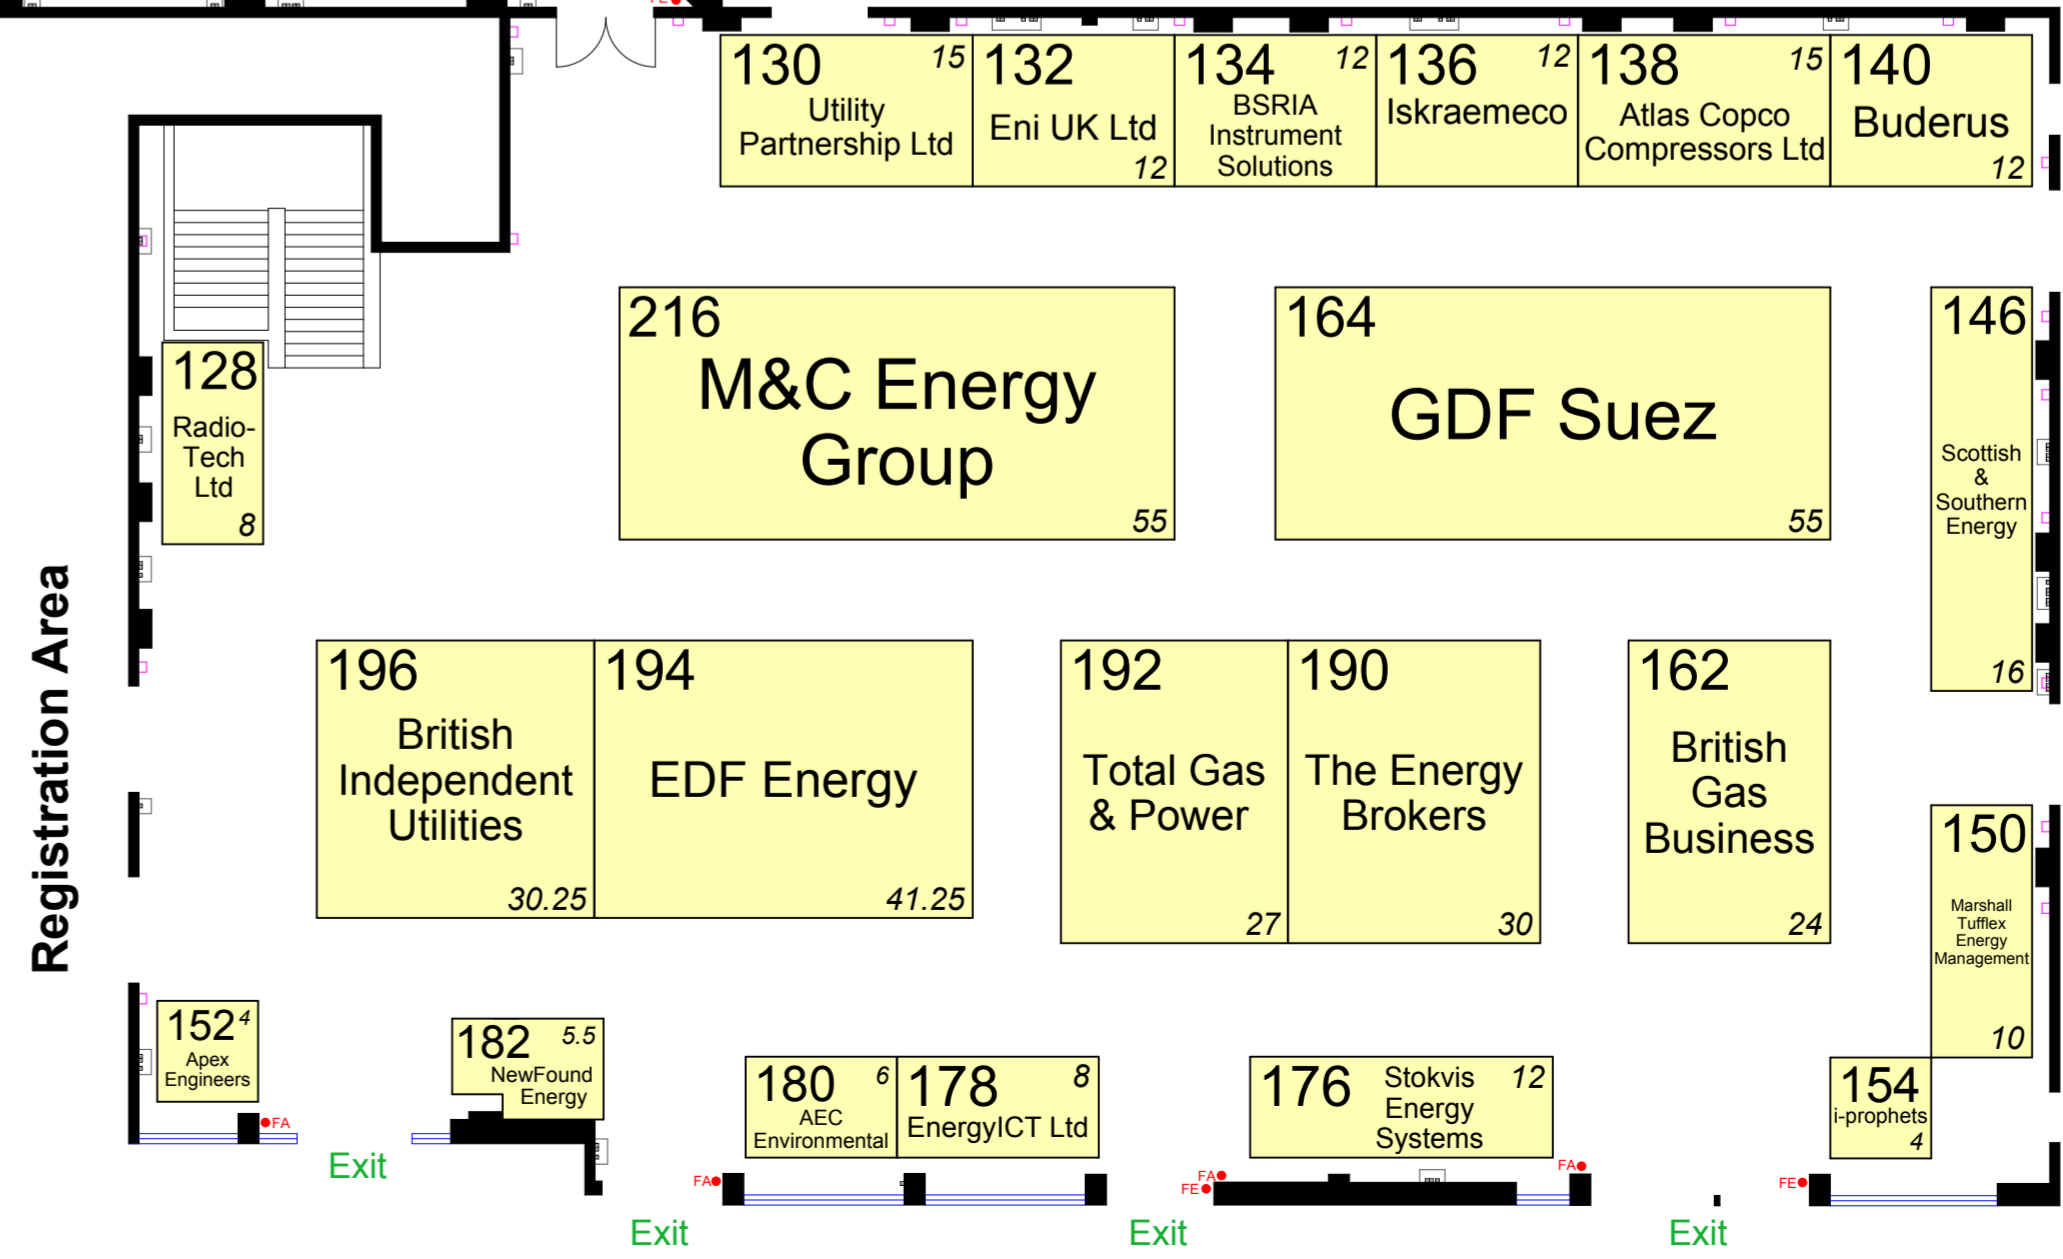 FE
130 15
Utility
Partnership Ltd
132
Eni UK Ltd
12
134 12
BSRIA
Instrument
Solutions
136 12
Iskraemeco
138 15
Atlas Copco
Compressors Ltd
140
Buderus
12
216
M&C Energy
Group
55
164
GDF Suez
55
146
Scottish
&
Southern
Energy
16
128
Radio-
Tech
Ltd
8
Registration Area
196
British
Independent
Utilities
30.25
194
EDF Energy
41.25
192
Total Gas
& Power
27
190
The Energy
Brokers
30
162
British
Gas
Business
24
150
Marshall
Tufflex
Energy
Management
10
152 4
Apex
Engineers
182 5.5
NewFound
Energy
180 6
AEC
Environmental
178 8
EnergyICT Ltd
176 12
Stokvis
Energy
Systems
154
i-prophets
4
FA
Exit
FA
FA
FE
FA
FE
Exit
Exit
Exit